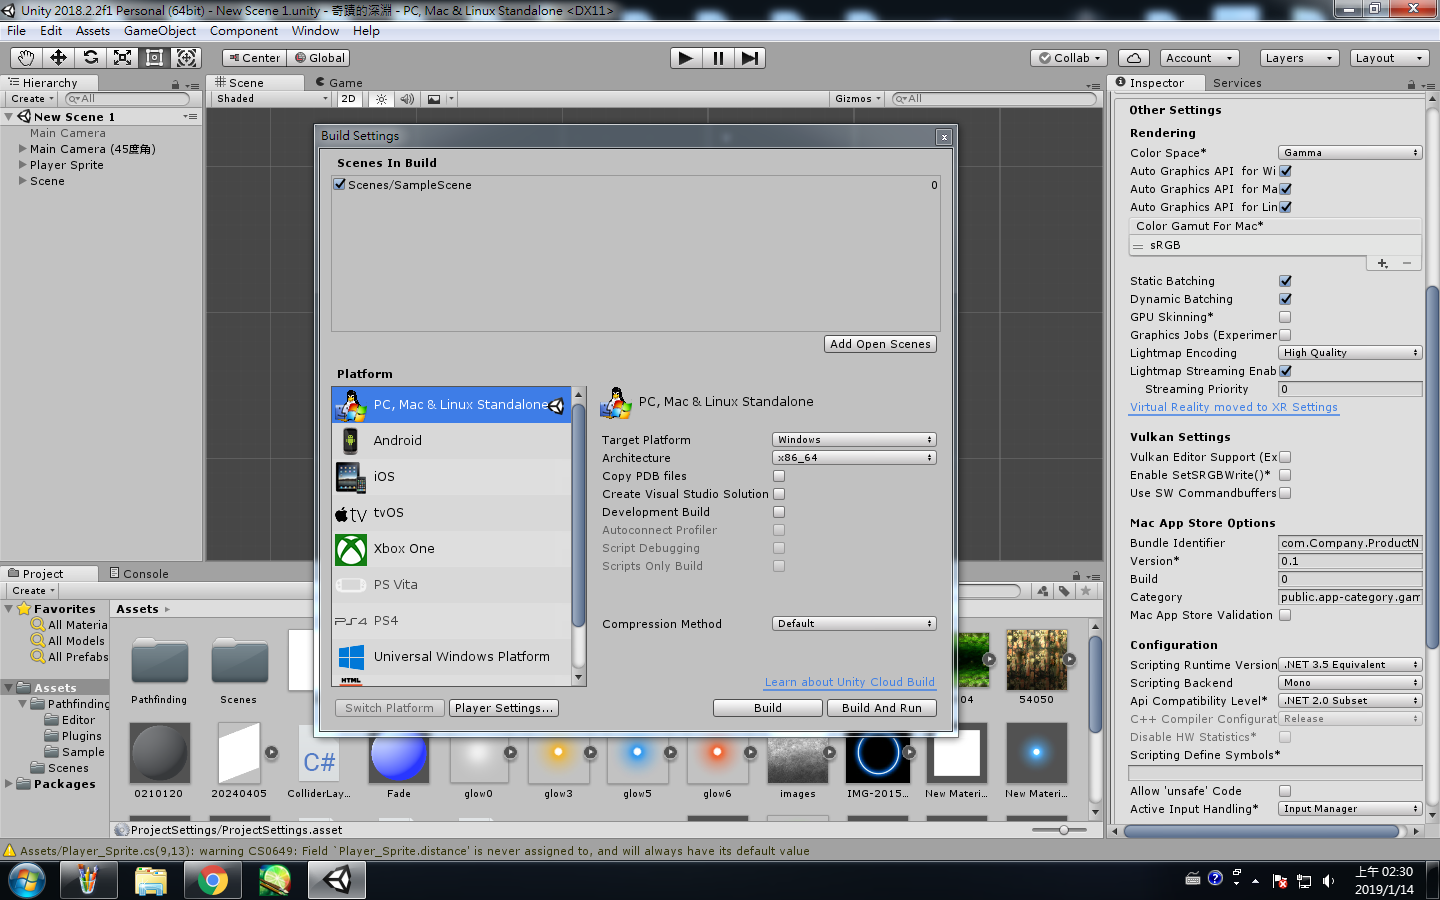 Unity 2018.2.2f1 Personal (64bit) - New Scene 1.unity - 奇蹟的深淵 - PC, Mac & Linux Standalone <DX11>
File Edit Assets GameObject Component Window Help
Center Global Collab Account Layers Layout
Hierarchy
Create All
New Scene 1
Main Camera
Main Camera (45度角)
Player Sprite
Scene
Scene Game
Shaded 2D Gizmos All
Build Settings
Scenes In Build
Scenes/SampleScene 0
Add Open Scenes
Platform
PC, Mac & Linux Standalone
Android
iOS
tvOS
Xbox One
PS Vita
PS4
Universal Windows Platform
HTML
PC, Mac & Linux Standalone
Target Platform Windows
Architecture x86_64
Copy PDB files
Create Visual Studio Solution
Development Build
Autoconnect Profiler
Script Debugging
Scripts Only Build
Compression Method Default
Learn about Unity Cloud Build
Switch Platform Player Settings... Build Build And Run
Inspector Services
Other Settings
Rendering
Color Space* Gamma
Auto Graphics API for Wi
Auto Graphics API for Ma
Auto Graphics API for Lin
Color Gamut For Mac*
sRGB
Static Batching
Dynamic Batching
GPU Skinning*
Graphics Jobs (Experimer
Lightmap Encoding High Quality
Lightmap Streaming Enab
Streaming Priority 0
Virtual Reality moved to XR Settings
Vulkan Settings
Vulkan Editor Support (Ex
Enable SetSRGBWrite()*
Use SW Commandbuffers
Mac App Store Options
Bundle Identifier com.Company.ProductN
Version* 0.1
Build 0
Category public.app-category.gam
Mac App Store Validation
Configuration
Scripting Runtime Version .NET 3.5 Equivalent
Scripting Backend Mono
Api Compatibility Level* .NET 2.0 Subset
C++ Compiler Configurat Release
Disable HW Statistics*
Scripting Define Symbols*
Allow 'unsafe' Code
Active Input Handling* Input Manager
Project Console
Create
Favorites
All Materia
All Models
All Prefabs
Assets
Pathfinding
Editor
Plugins
Sample
Scenes
Packages
Assets
Pathfinding Scenes 04 54050
C#
0210120 20240405 ColliderLay... Fade glow0 glow3 glow5 glow6 images IMG-2015... New Materi... New Materi...
ProjectSettings/ProjectSettings.asset
Assets/Player_Sprite.cs(9,13): warning CS0649: Field `Player_Sprite.distance' is never assigned to, and will always have its default value
上午 02:30
2019/1/14